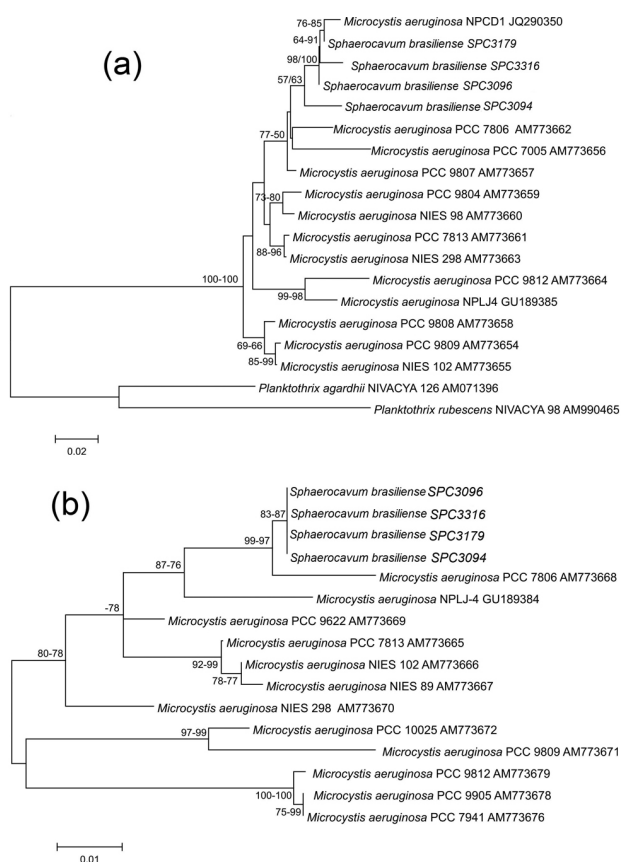 (a)
76-85
Microcystis aeruginosa NPCD1 JQ290350
64-91
Sphaerocavum brasiliense SPC3179
98/100
Sphaerocavum brasiliense SPC3316
57/63
Sphaerocavum brasiliense SPC3096
Sphaerocavum brasiliense SPC3094
77-50
Microcystis aeruginosa PCC 7806 AM773662
Microcystis aeruginosa PCC 7005 AM773656
Microcystis aeruginosa PCC 9807 AM773657
73-80
Microcystis aeruginosa PCC 9804 AM773659
Microcystis aeruginosa NIES 98 AM773660
Microcystis aeruginosa PCC 7813 AM773661
88-96
Microcystis aeruginosa NIES 298 AM773663
100-100
Microcystis aeruginosa PCC 9812 AM773664
99-98
Microcystis aeruginosa NPLJ4 GU189385
Microcystis aeruginosa PCC 9808 AM773658
69-66
Microcystis aeruginosa PCC 9809 AM773654
85-99
Microcystis aeruginosa NIES 102 AM773655
Planktothrix agardhii NIVACYA 126 AM071396
Planktothrix rubescens NIVACYA 98 AM990465
0.02
(b)
Sphaerocavum brasiliense SPC3096
83-87
Sphaerocavum brasiliense SPC3316
Sphaerocavum brasiliense SPC3179
99-97
Sphaerocavum brasiliense SPC3094
87-76
Microcystis aeruginosa PCC 7806 AM773668
Microcystis aeruginosa NPLJ-4 GU189384
-78
Microcystis aeruginosa PCC 9622 AM773669
Microcystis aeruginosa PCC 7813 AM773665
80-78
92-99
Microcystis aeruginosa NIES 102 AM773666
78-77
Microcystis aeruginosa NIES 89 AM773667
Microcystis aeruginosa NIES 298 AM773670
97-99
Microcystis aeruginosa PCC 10025 AM773672
Microcystis aeruginosa PCC 9809 AM773671
Microcystis aeruginosa PCC 9812 AM773679
100-100
Microcystis aeruginosa PCC 9905 AM773678
75-99
Microcystis aeruginosa PCC 7941 AM773676
0.01